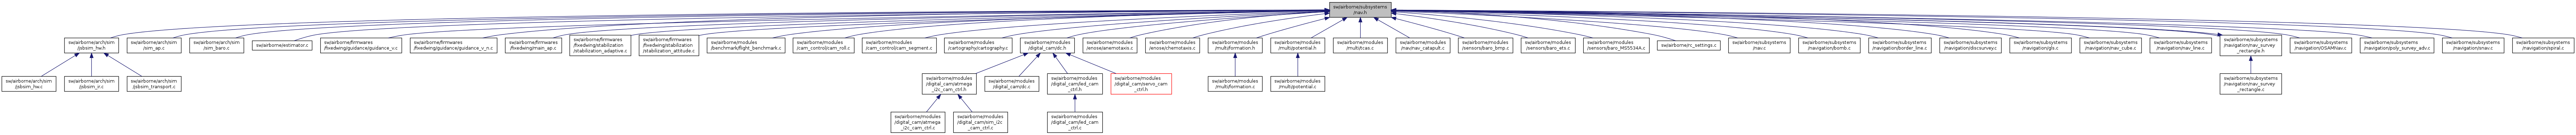 sw/airborne/subsystems
/nav.h
sw/airborne/arch/sim
/jsbsim_hw.h
sw/airborne/arch/sim
/sim_ap.c
sw/airborne/arch/sim
/sim_baro.c
sw/airborne/estimator.c
sw/airborne/firmwares
/fixedwing/guidance/guidance_v.c
sw/airborne/firmwares
/fixedwing/guidance/guidance_v_n.c
sw/airborne/firmwares
/fixedwing/main_ap.c
sw/airborne/firmwares
/fixedwing/stabilization
/stabilization_adaptive.c
sw/airborne/firmwares
/fixedwing/stabilization
/stabilization_attitude.c
sw/airborne/modules
/benchmark/flight_benchmark.c
sw/airborne/modules
/cam_control/cam_roll.c
sw/airborne/modules
/cam_control/cam_segment.c
sw/airborne/modules
/cartography/cartography.c
sw/airborne/modules
/digital_cam/dc.h
sw/airborne/modules
/enose/anemotaxis.c
sw/airborne/modules
/enose/chemotaxis.c
sw/airborne/modules
/multi/formation.h
sw/airborne/modules
/multi/potential.h
sw/airborne/modules
/multi/tcas.c
sw/airborne/modules
/nav/nav_catapult.c
sw/airborne/modules
/sensors/baro_bmp.c
sw/airborne/modules
/sensors/baro_ets.c
sw/airborne/modules
/sensors/baro_MS5534A.c
sw/airborne/rc_settings.c
sw/airborne/subsystems
/nav.c
sw/airborne/subsystems
/navigation/bomb.c
sw/airborne/subsystems
/navigation/border_line.c
sw/airborne/subsystems
/navigation/discsurvey.c
sw/airborne/subsystems
/navigation/gls.c
sw/airborne/subsystems
/navigation/nav_cube.c
sw/airborne/subsystems
/navigation/nav_line.c
sw/airborne/subsystems
/navigation/nav_survey
_rectangle.h
sw/airborne/subsystems
/navigation/OSAMNav.c
sw/airborne/subsystems
/navigation/poly_survey_adv.c
sw/airborne/subsystems
/navigation/snav.c
sw/airborne/subsystems
/navigation/spiral.c
sw/airborne/arch/sim
/jsbsim_hw.c
sw/airborne/arch/sim
/jsbsim_ir.c
sw/airborne/arch/sim
/jsbsim_transport.c
sw/airborne/modules
/digital_cam/atmega
_i2c_cam_ctrl.h
sw/airborne/modules
/digital_cam/dc.c
sw/airborne/modules
/digital_cam/led_cam
_ctrl.h
sw/airborne/modules
/digital_cam/servo_cam
_ctrl.h
sw/airborne/modules
/multi/formation.c
sw/airborne/modules
/multi/potential.c
sw/airborne/subsystems
/navigation/nav_survey
_rectangle.c
sw/airborne/modules
/digital_cam/atmega
_i2c_cam_ctrl.c
sw/airborne/modules
/digital_cam/sim_i2c
_cam_ctrl.c
sw/airborne/modules
/digital_cam/led_cam
_ctrl.c